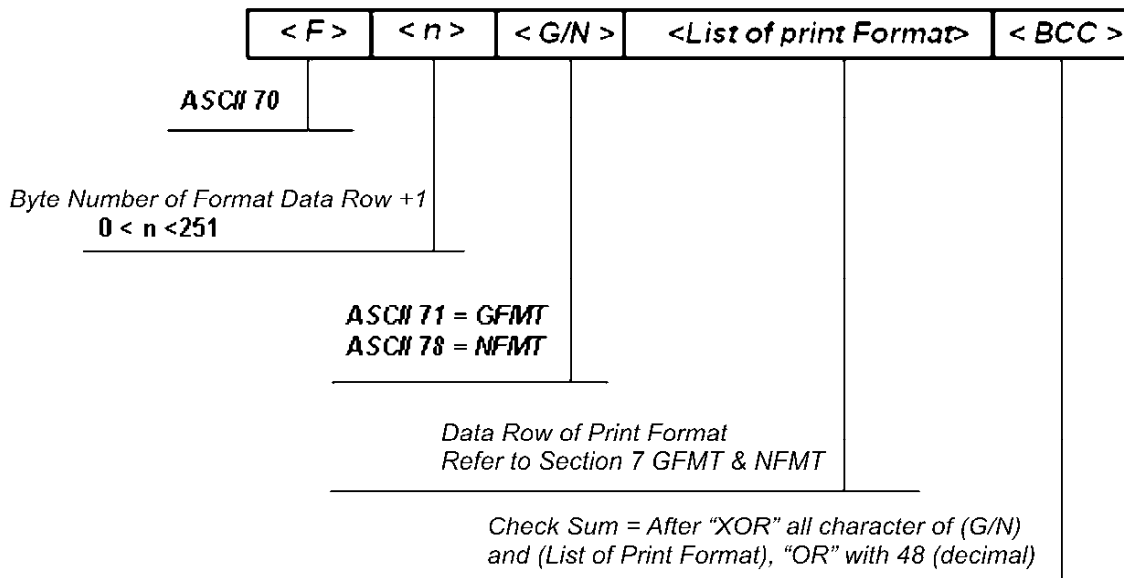 < F > < n > < G/N > <List of print Format> < BCC >
ASCII 70
Byte Number of Format Data Row +1
0 < n <251
ASCII 71 = GFMT
ASCII 78 = NFMT
Data Row of Print Format
Refer to Section 7 GFMT & NFMT
Check Sum = After “XOR” all character of (G/N)
and (List of Print Format), “OR” with 48 (decimal)